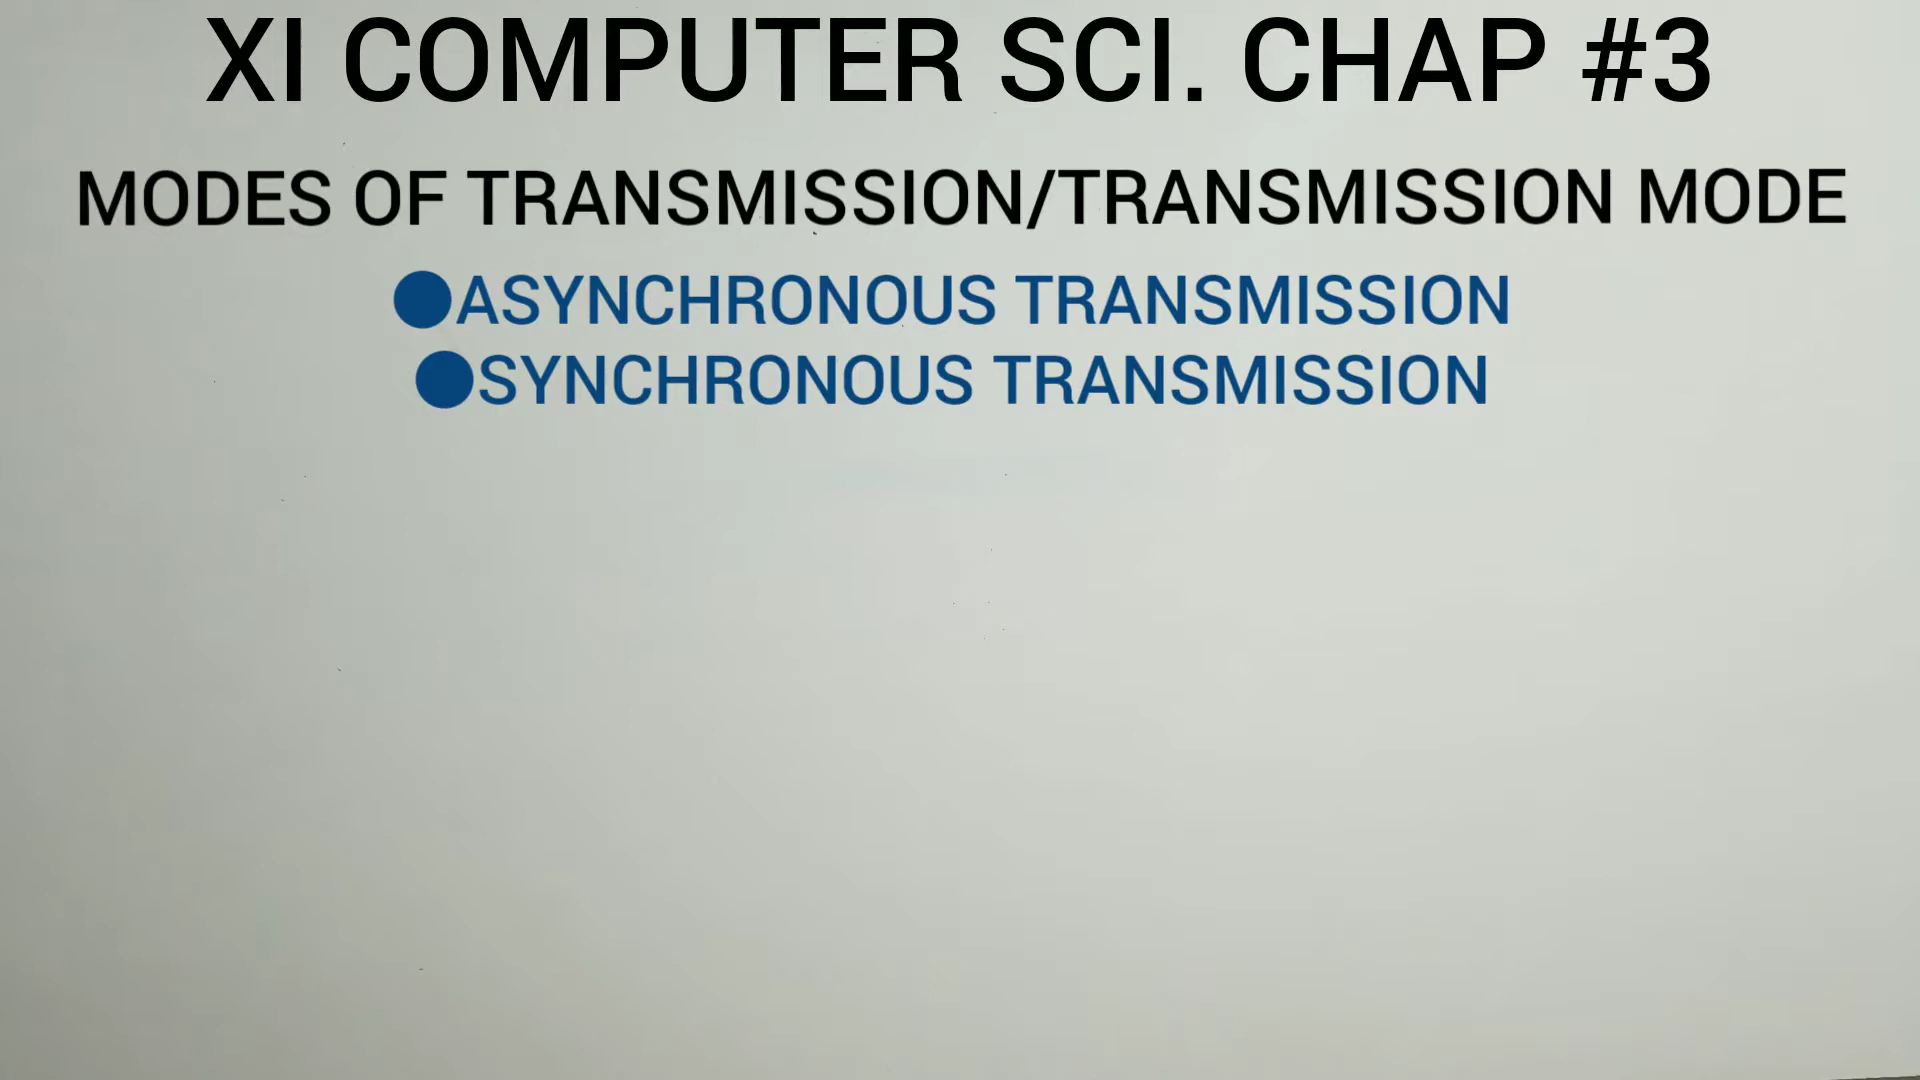 XI COMPUTER SCI. CHAP #3
MODES OF TRANSMISSION/TRANSMISSION MODE
●ASYNCHRONOUS TRANSMISSION
●SYNCHRONOUS TRANSMISSION